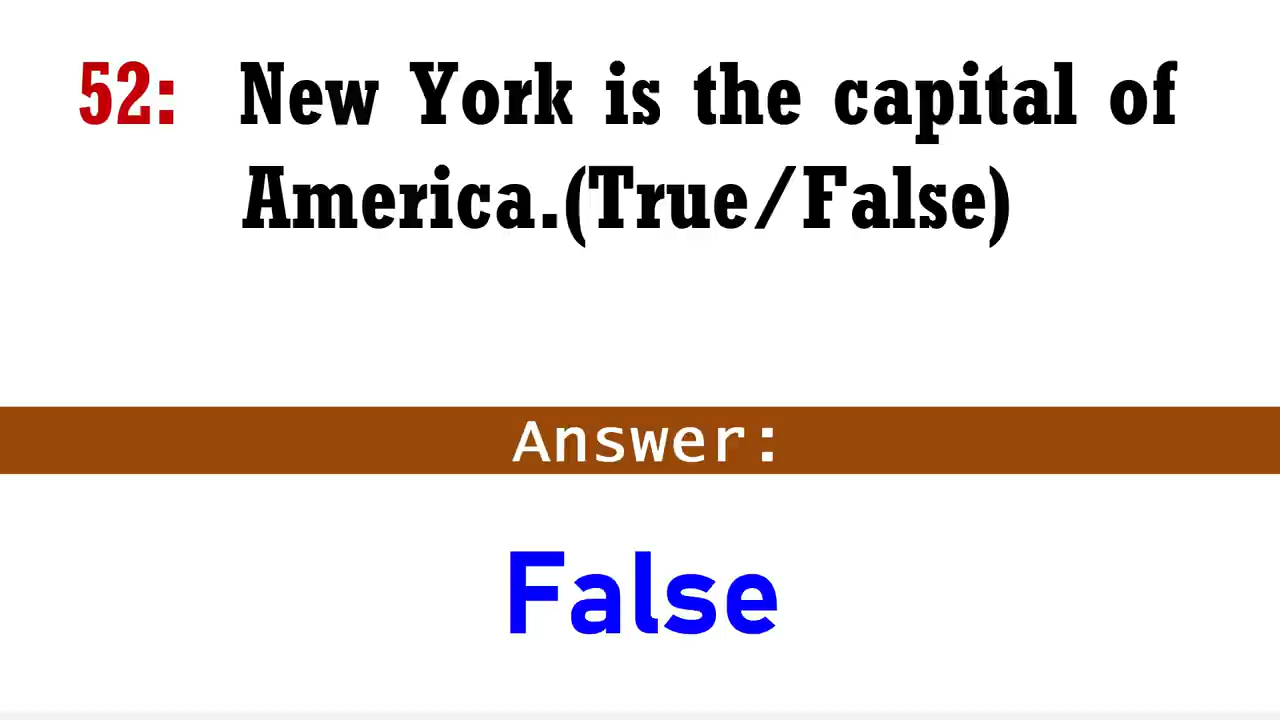 52: New York is the capital of
America.(True/False)
Answer:
False